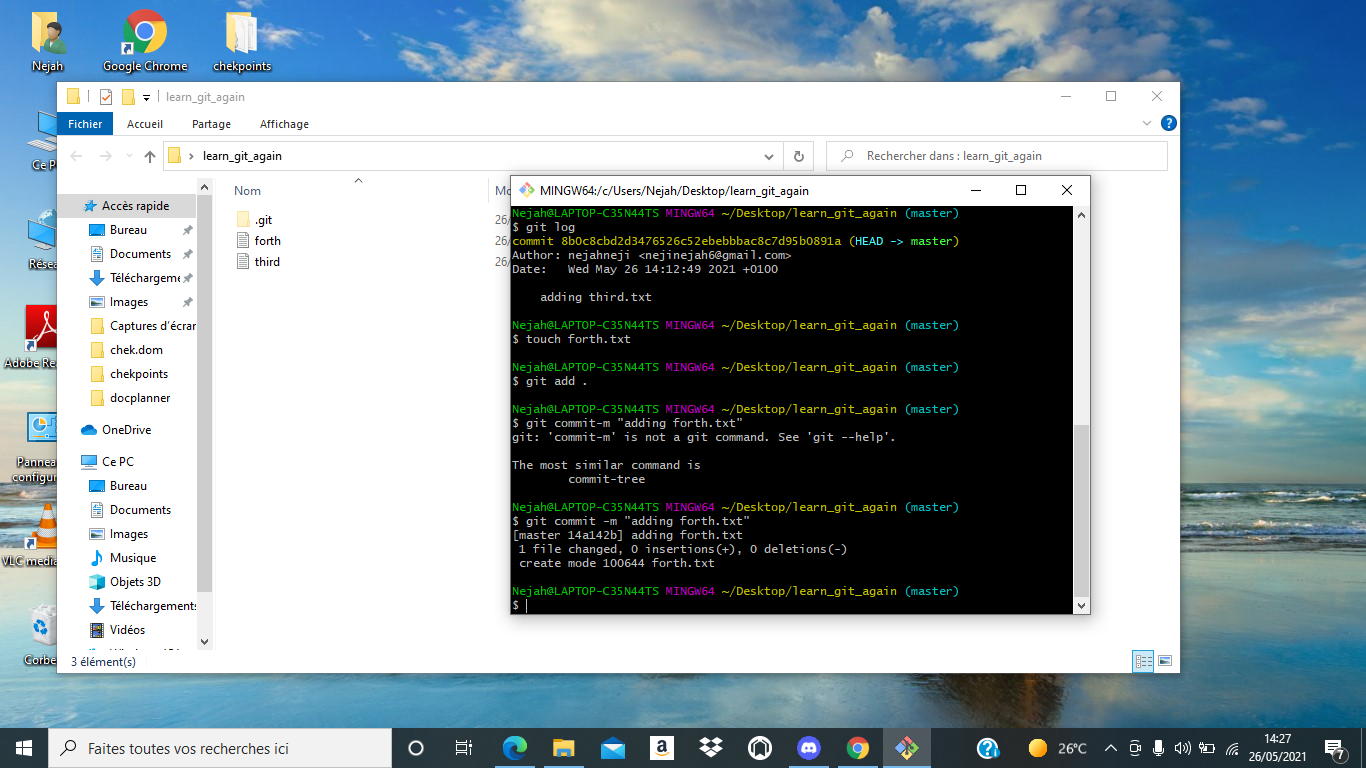 Nejah
Google Chrome
chekpoints
learn_git_again
Fichier
Accueil
Partage
Affichage
learn_git_again
Rechercher dans : learn_git_again
Nom
Accès rapide
Bureau
Documents
Images
Captures d'écran
chek.dom
chekpoints
docplanner
OneDrive
Ce PC
Bureau
Documents
Images
Musique
Objets 3D
Téléchargements
Vidéos
3 élément(s)
.git
forth
third
MINGW64:/c/Users/Nejah/Desktop/learn_git_again
Nejah@LAPTOP-C35N44TS MINGW64 ~/Desktop/learn_git_again (master)
$ git log
commit 8b0c8cbd2d3476526c52ebebbbac8c7d95b0891a (HEAD -> master)
Author: nejahneji <nejinejah6@gmail.com>
Date:   Wed May 26 14:12:49 2021 +0100
adding third.txt
Nejah@LAPTOP-C35N44TS MINGW64 ~/Desktop/learn_git_again (master)
$ touch forth.txt
Nejah@LAPTOP-C35N44TS MINGW64 ~/Desktop/learn_git_again (master)
$ git add .
Nejah@LAPTOP-C35N44TS MINGW64 ~/Desktop/learn_git_again (master)
$ git commit-m "adding forth.txt"
git: 'commit-m' is not a git command. See 'git --help'.
The most similar command is
commit-tree
Nejah@LAPTOP-C35N44TS MINGW64 ~/Desktop/learn_git_again (master)
$ git commit -m "adding forth.txt"
[master 14a142b] adding forth.txt
1 file changed, 0 insertions(+), 0 deletions(-)
create mode 100644 forth.txt
Nejah@LAPTOP-C35N44TS MINGW64 ~/Desktop/learn_git_again (master)
$
Faites toutes vos recherches ici
26°C
14:27
26/05/2021
7